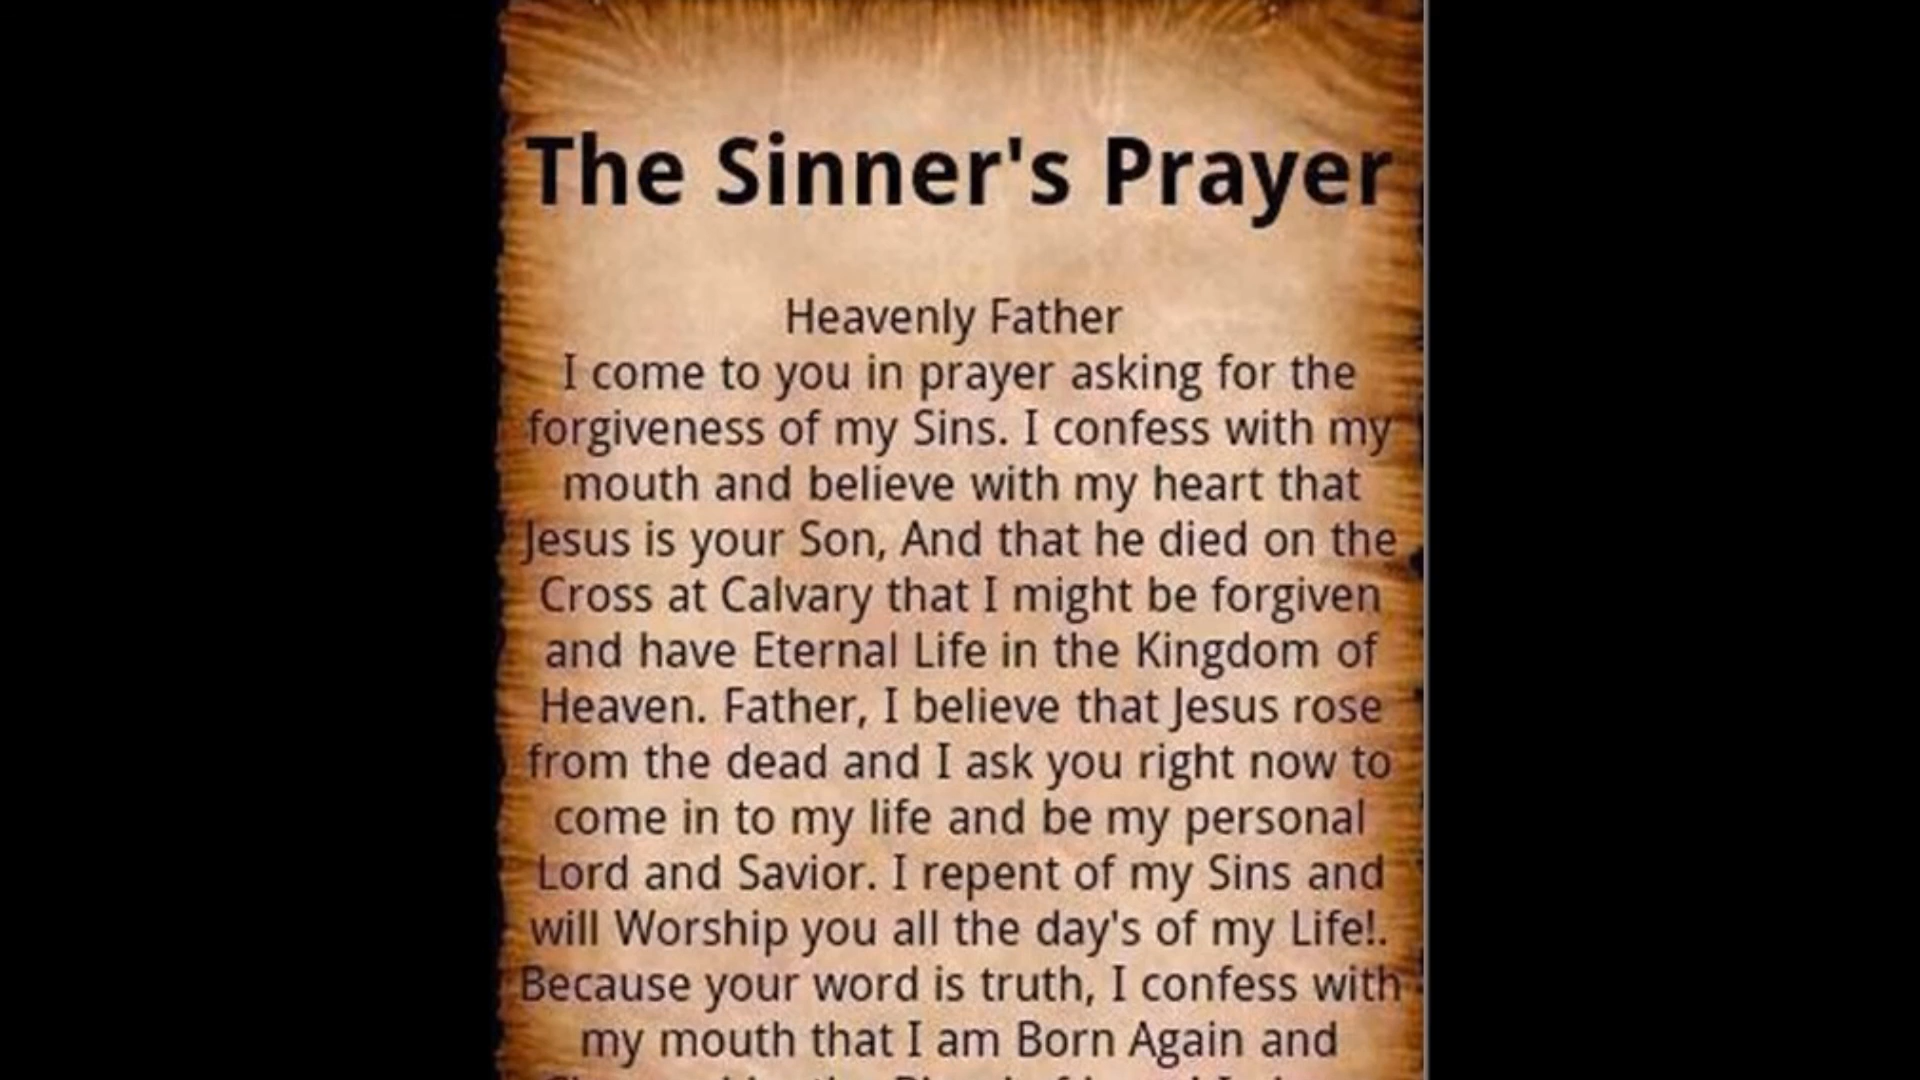 The Sinner's Prayer
Heavenly Father
I come to you in prayer asking for the
forgiveness of my Sins. I confess with my
mouth and believe with my heart that
Jesus is your Son, And that he died on the
Cross at Calvary that I might be forgiven
and have Eternal Life in the Kingdom of
Heaven. Father, I believe that Jesus rose
from the dead and I ask you right now to
come in to my life and be my personal
Lord and Savior. I repent of my Sins and
will Worship you all the day's of my Life!.
Because your word is truth, I confess with
my mouth that I am Born Again and